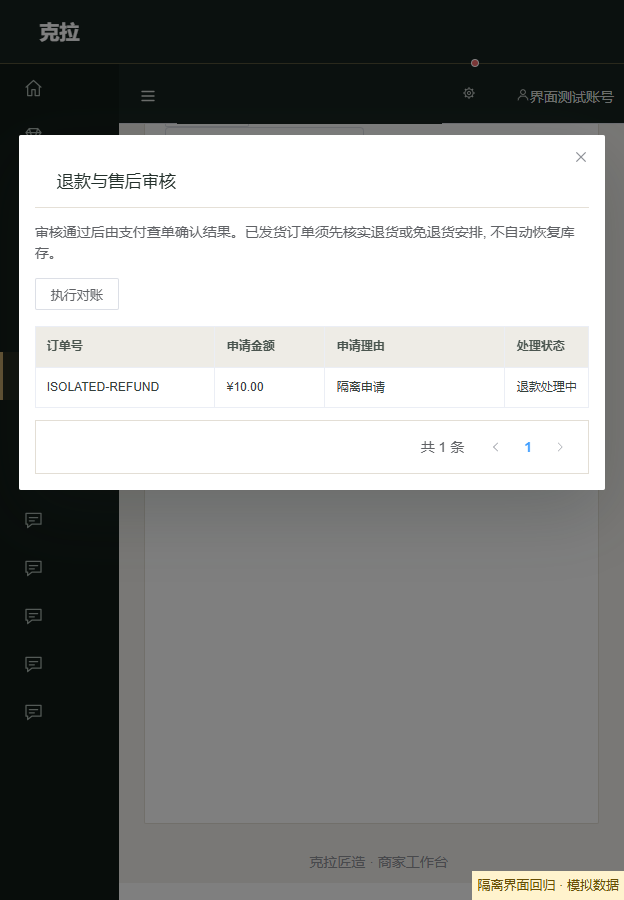 克拉
界面测试账号
退款与售后审核
审核通过后由支付查单确认结果。已发货订单须先核实退货或免退货安排, 不自动恢复库
存。
执行对账
订单号 申请金额 申请理由 处理状态
ISOLATED-REFUND ¥10.00 隔离申请 退款处理中
共 1 条 1
克拉匠造 · 商家工作台
隔离界面回归 · 模拟数据